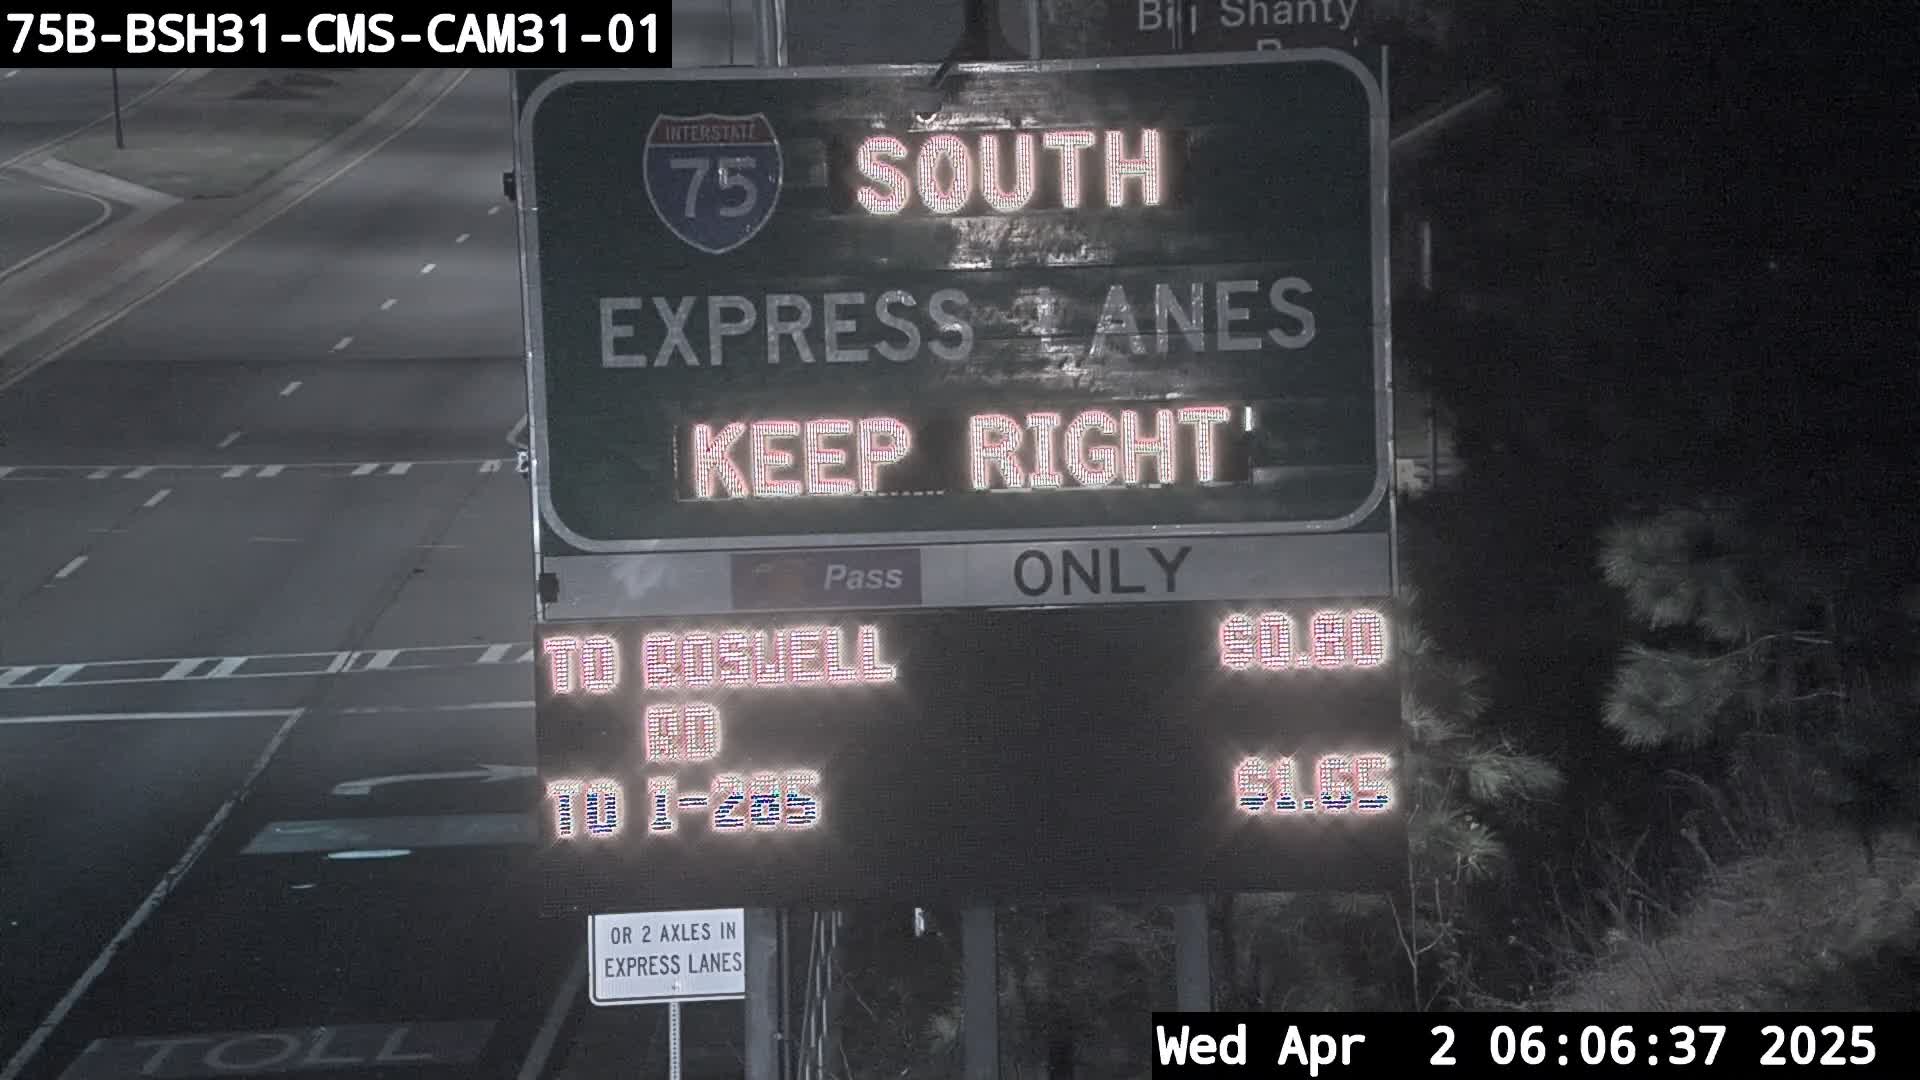 75B-BSH31-CMS-CAM31-01
Shanty
INTERSTATE
75
SOUTH
EXPRESS LANES
KEEP RIGHT
Pass ONLY
TO ROSWELL $0.80
RD
TO I-285 $1.65
OR 2 AXLES IN
EXPRESS LANES
TOLL
Wed Apr 2 06:06:37 2025